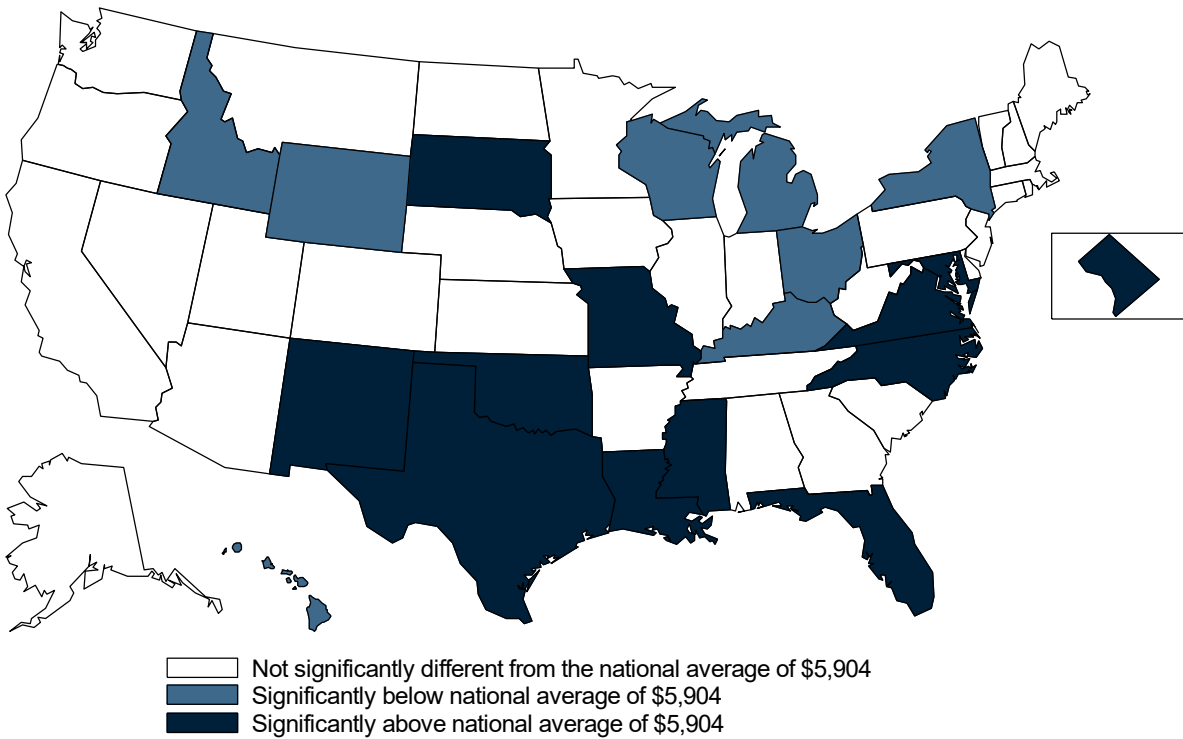 Not significantly different from the national average of $5,904
Significantly below national average of $5,904
Significantly above national average of $5,904